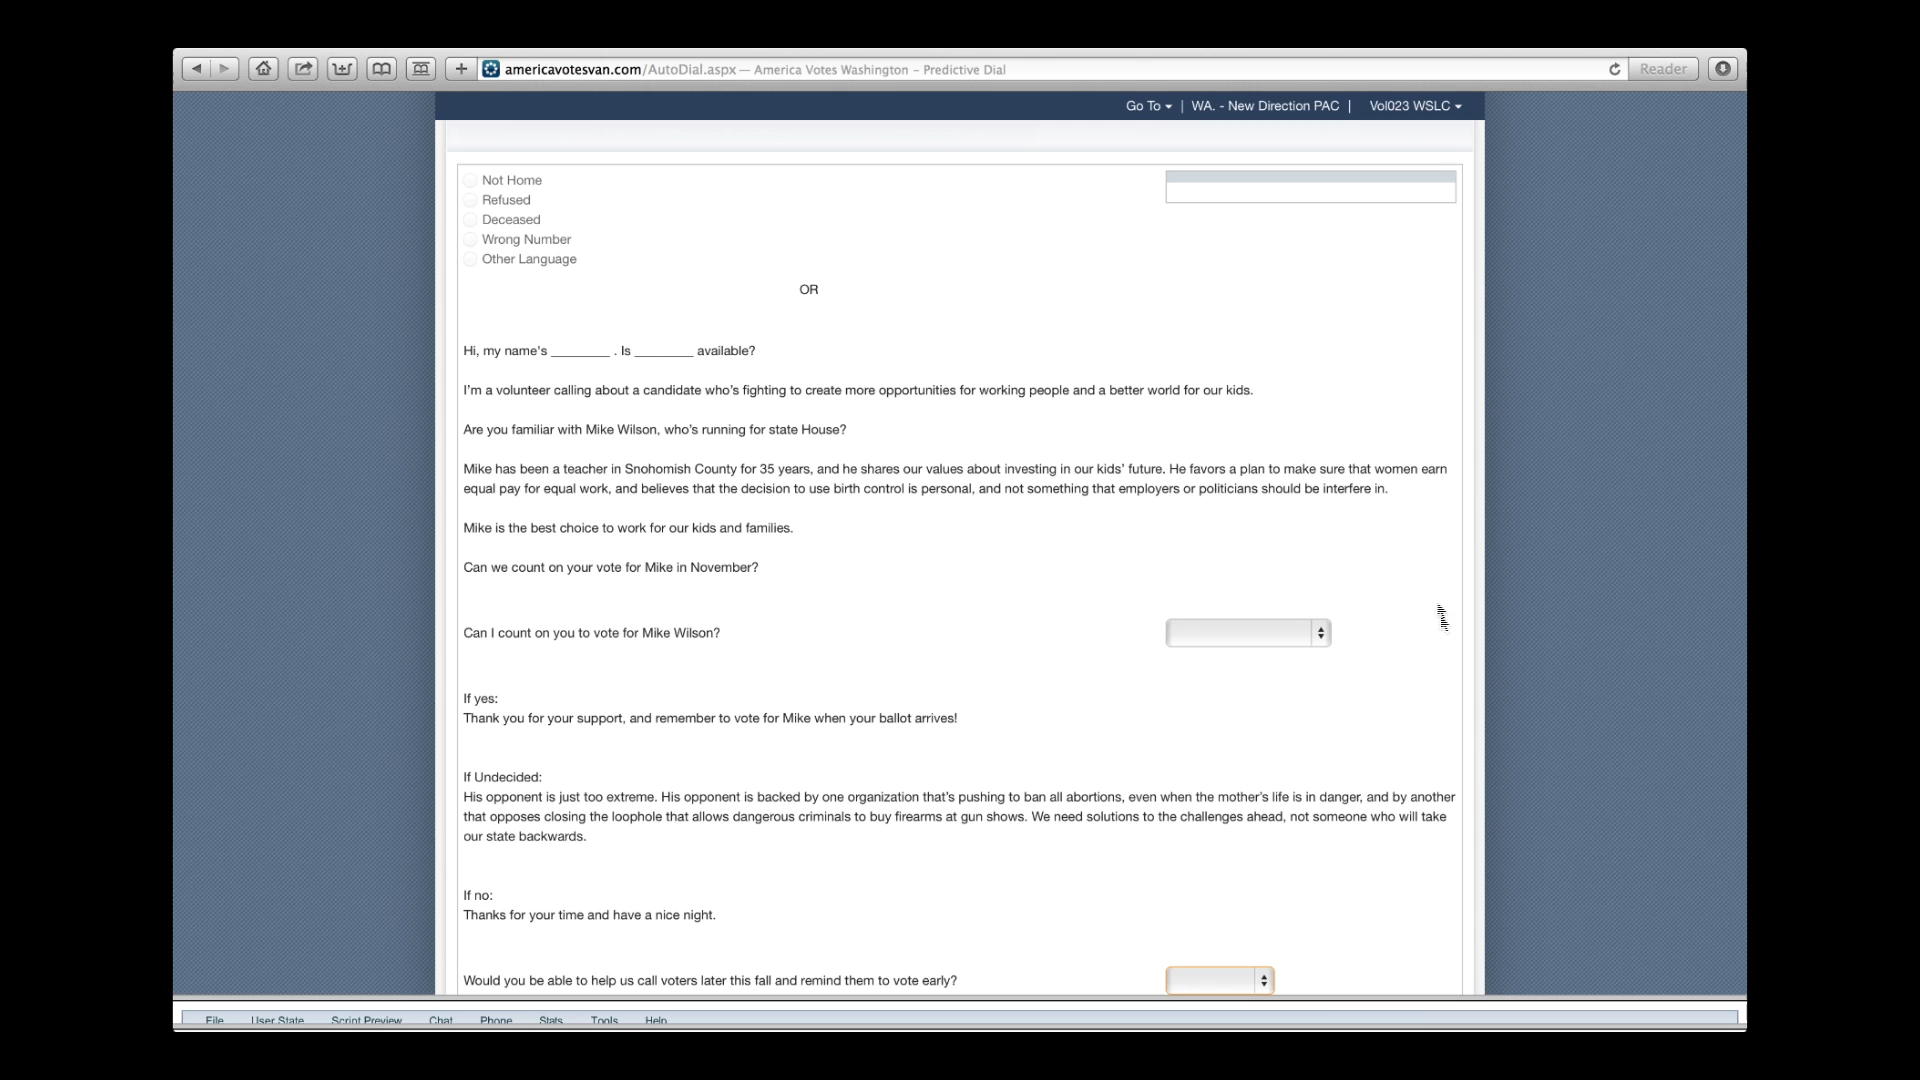 americavotesvan.com/AutoDial.aspx — America Votes Washington – Predictive Dial
Reader
Go To | WA. - New Direction PAC | Vol023 WSLC
Not Home
Refused
Deceased
Wrong Number
Other Language
OR
Hi, my name's ________ . Is ________ available?
I'm a volunteer calling about a candidate who's fighting to create more opportunities for working people and a better world for our kids.
Are you familiar with Mike Wilson, who's running for state House?
Mike has been a teacher in Snohomish County for 35 years, and he shares our values about investing in our kids' future. He favors a plan to make sure that women earn
equal pay for equal work, and believes that the decision to use birth control is personal, and not something that employers or politicians should be interfere in.
Mike is the best choice to work for our kids and families.
Can we count on your vote for Mike in November?
Can I count on you to vote for Mike Wilson?
If yes:
Thank you for your support, and remember to vote for Mike when your ballot arrives!
If Undecided:
His opponent is just too extreme. His opponent is backed by one organization that's pushing to ban all abortions, even when the mother's life is in danger, and by another
that opposes closing the loophole that allows dangerous criminals to buy firearms at gun shows. We need solutions to the challenges ahead, not someone who will take
our state backwards.
If no:
Thanks for your time and have a nice night.
Would you be able to help us call voters later this fall and remind them to vote early?
File User State Script Preview Chat Phone Stats Tools Help